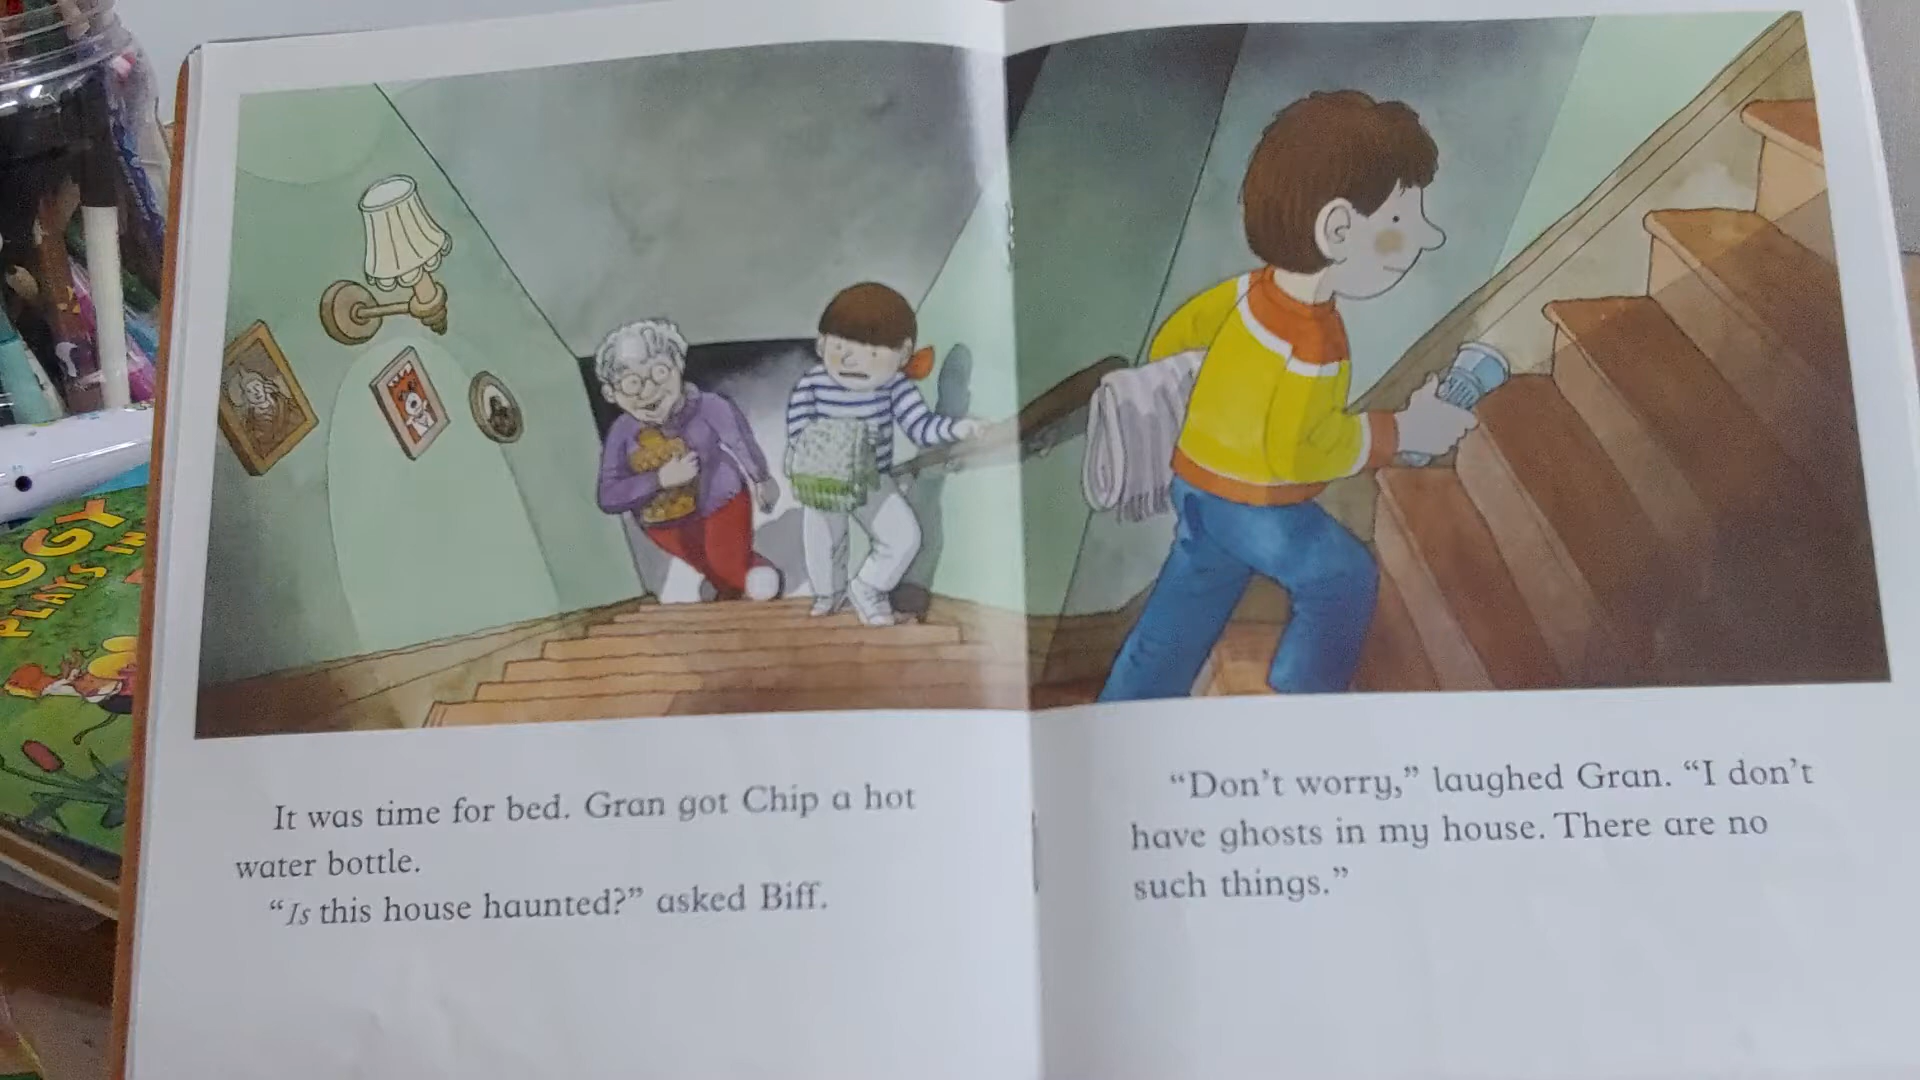 GGY
PLAYS IN
It was time for bed. Gran got Chip a hot
water bottle.
“Is this house haunted?” asked Biff.
“Don’t worry,” laughed Gran. “I don’t
have ghosts in my house. There are no
such things.”